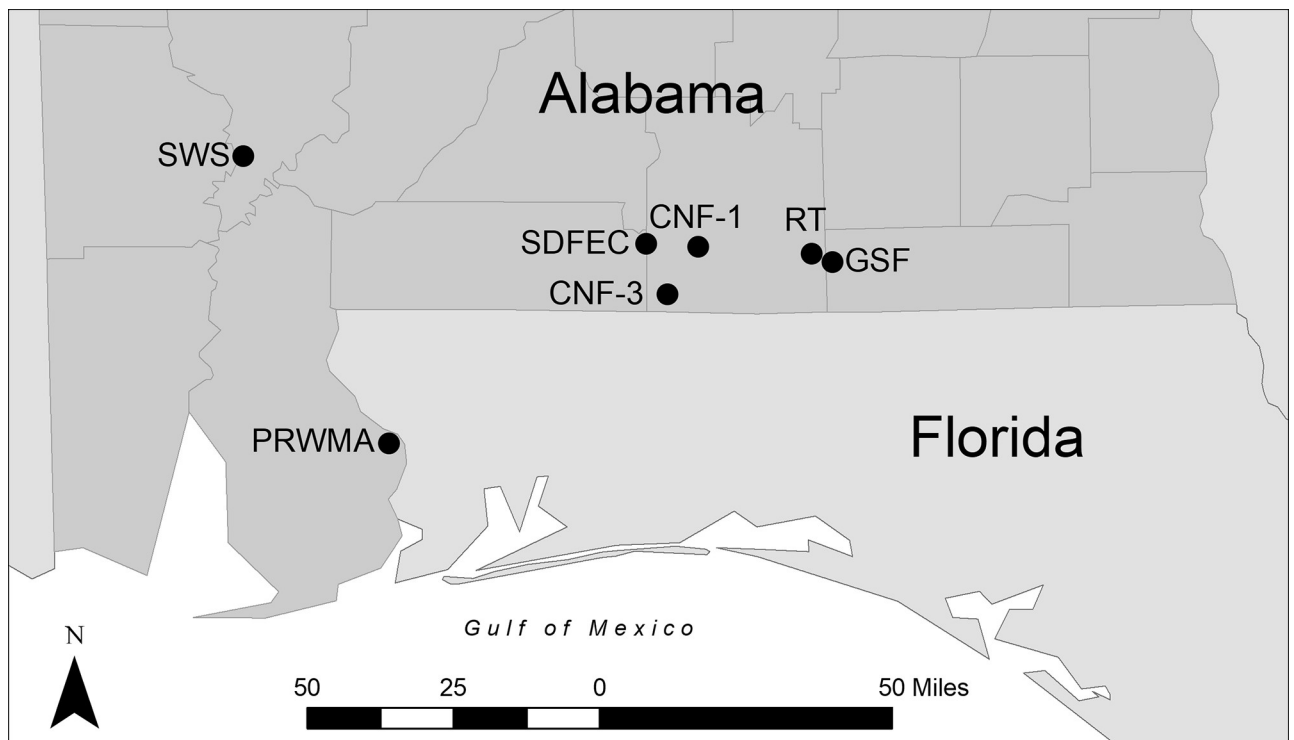 Alabama
SWS
CNF-1
RT
SDFEC
GSF
CNF-3
PRWMA
Florida
Gulf of Mexico
N
50 25 0 50 Miles